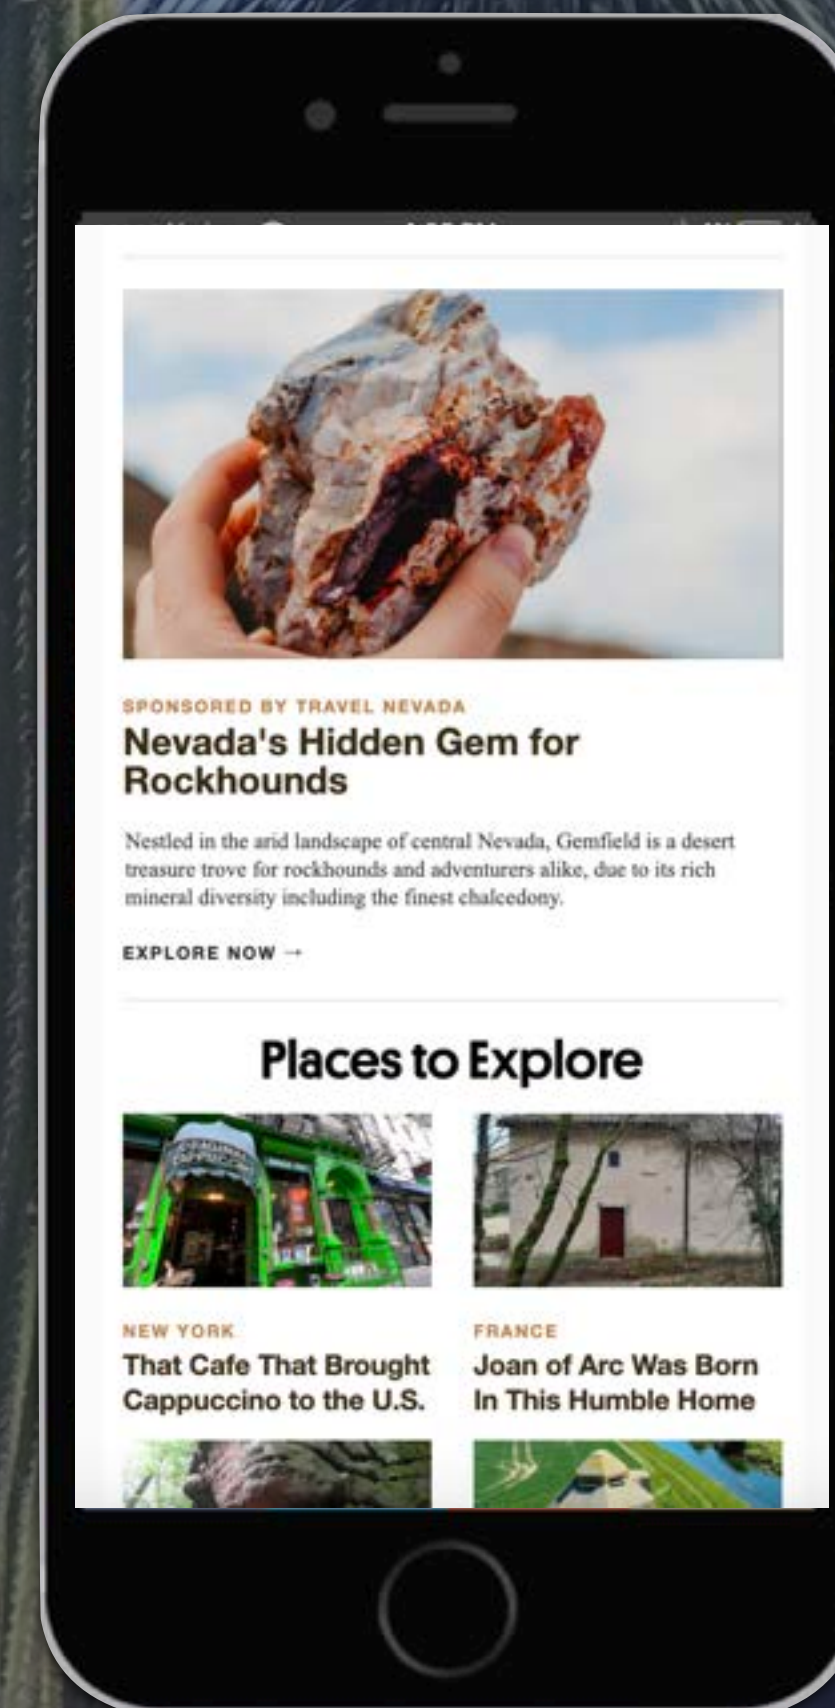 SPONSORED BY TRAVEL NEVADA
Nevada's Hidden Gem for
Rockhounds
Nestled in the arid landscape of central Nevada, Gemfield is a desert
treasure trove for rockhounds and adventurers alike, due to its rich
mineral diversity including the finest chalcedony.
EXPLORE NOW →
Places to Explore
NEW YORK
FRANCE
That Cafe That Brought
Cappuccino to the U.S.
Joan of Arc Was Born
In This Humble Home